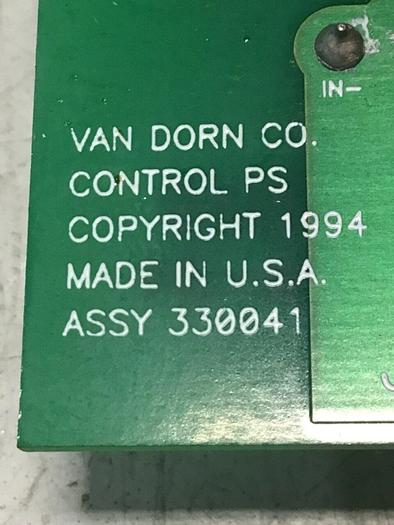 IN-
VAN DORN CO.
CONTROL PS
COPYRIGHT 1994
MADE IN U.S.A.
ASSY 330041